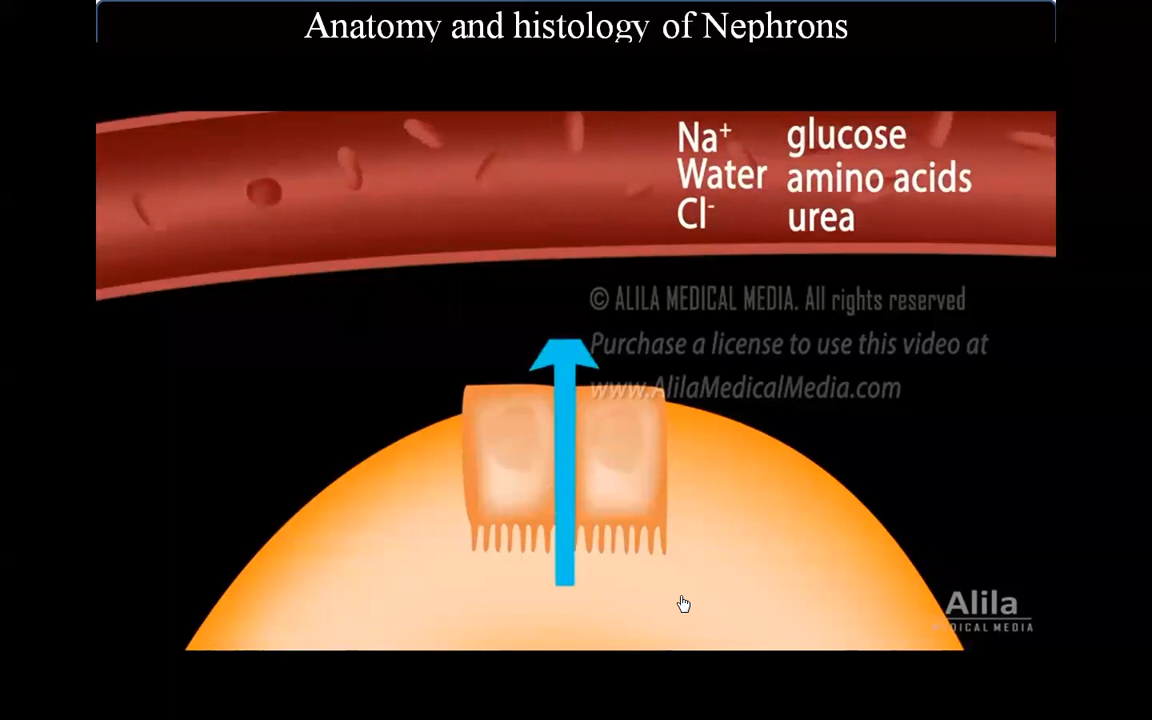 Anatomy and histology of Nephrons
Na⁺ glucose
Water amino acids
Cl⁻ urea
© ALILA MEDICAL MEDIA. All rights reserved
Purchase a license to use this video at
www.AlilaMedicalMedia.com
Alila
MEDICAL MEDIA